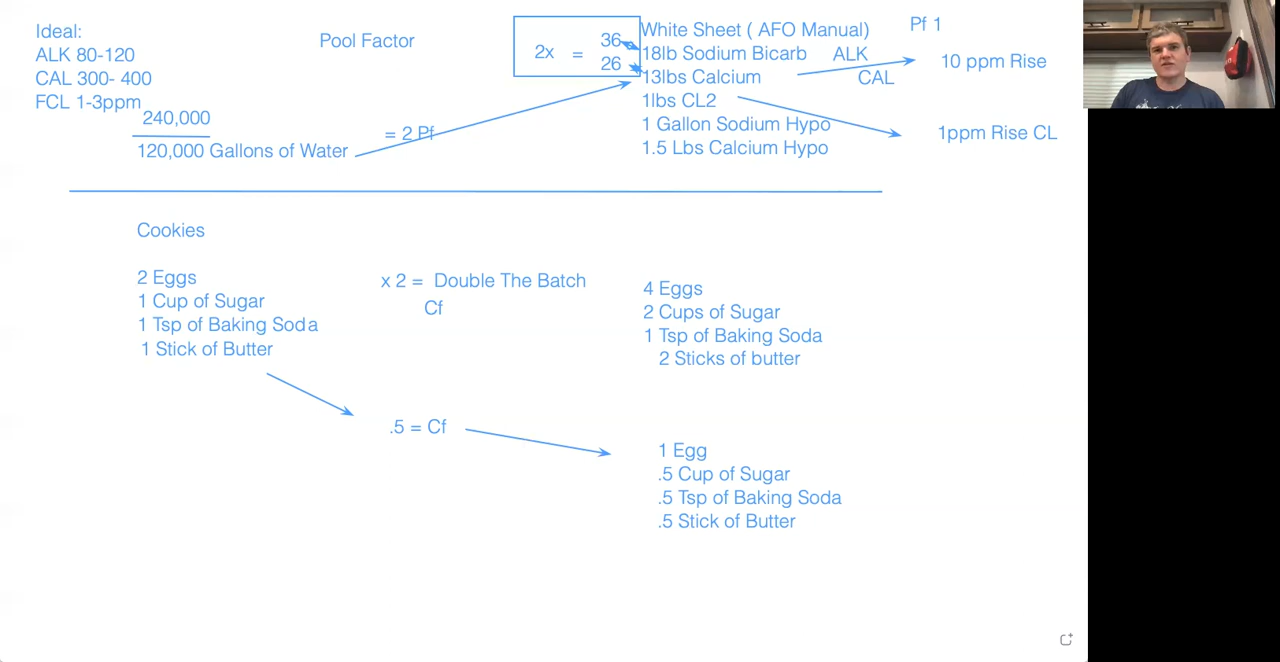 Ideal:
ALK 80-120
CAL 300- 400
FCL 1-3ppm
240,000
120,000 Gallons of Water
= 2 Pf
Pool Factor
2x = 36
26
White Sheet ( AFO Manual)
18lb Sodium Bicarb ALK
13lbs Calcium CAL
1lbs CL2
1 Gallon Sodium Hypo
1.5 Lbs Calcium Hypo
Pf 1
10 ppm Rise
1ppm Rise CL
Cookies
2 Eggs
1 Cup of Sugar
1 Tsp of Baking Soda
1 Stick of Butter
x 2 = Double The Batch
Cf
4 Eggs
2 Cups of Sugar
1 Tsp of Baking Soda
2 Sticks of butter
.5 = Cf
1 Egg
.5 Cup of Sugar
.5 Tsp of Baking Soda
.5 Stick of Butter